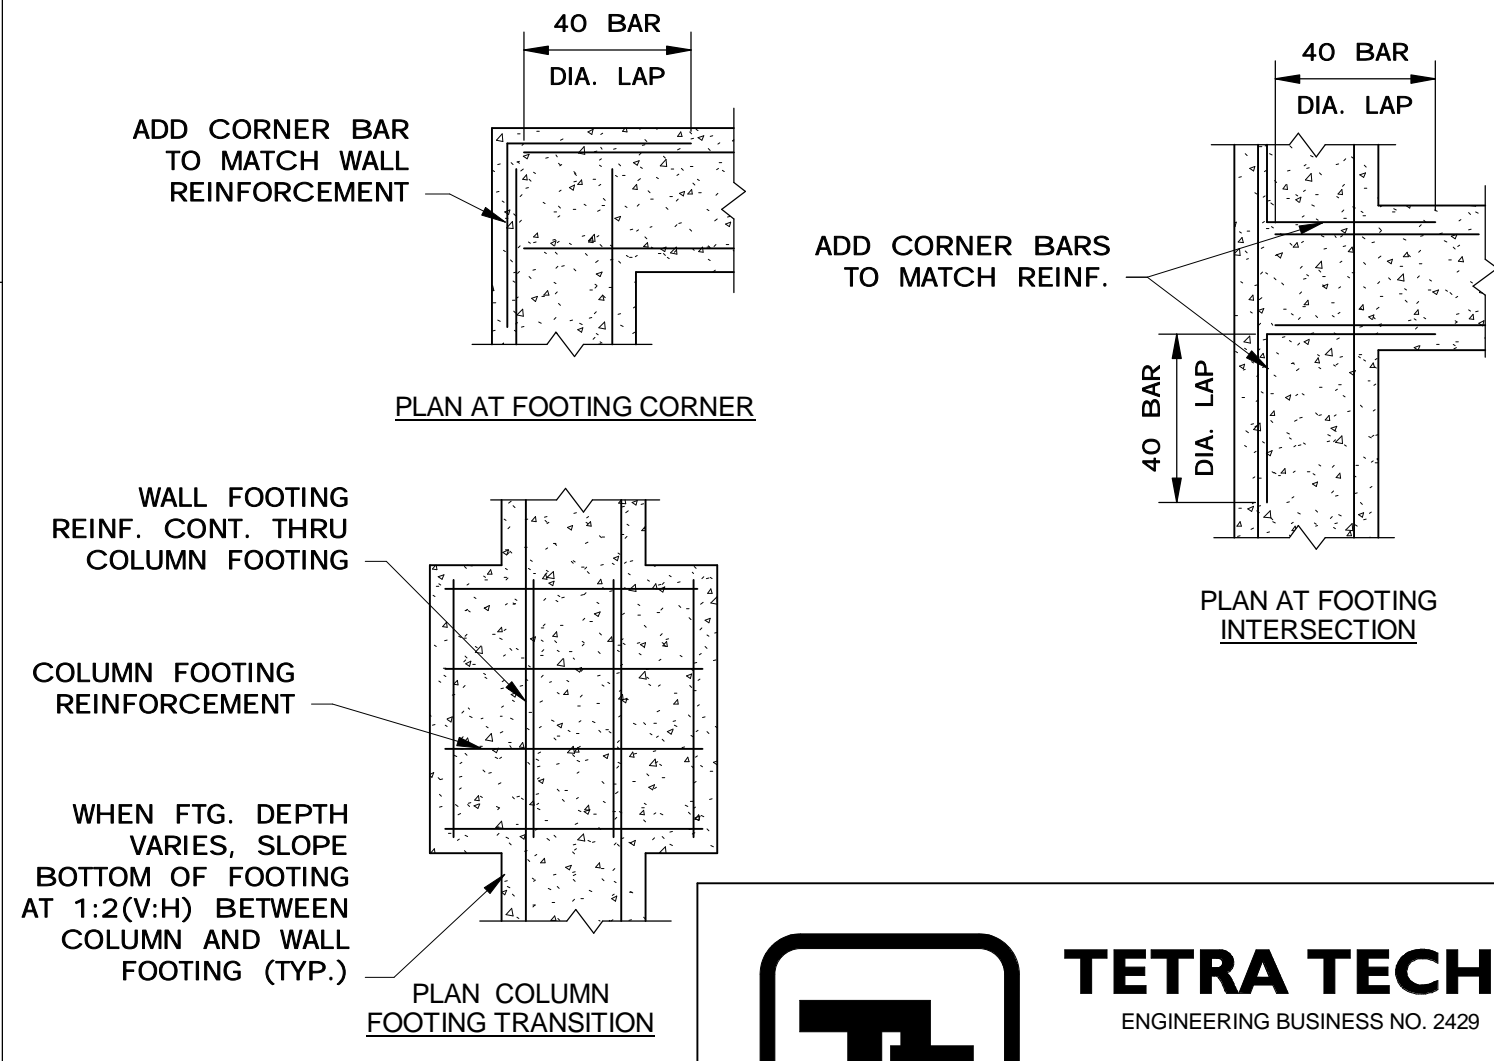 40 BAR
DIA. LAP
ADD CORNER BAR
TO MATCH WALL
REINFORCEMENT
PLAN AT FOOTING CORNER
40 BAR
DIA. LAP
ADD CORNER BARS
TO MATCH REINF.
40 BAR
DIA. LAP
PLAN AT FOOTING
INTERSECTION
WALL FOOTING
REINF. CONT. THRU
COLUMN FOOTING
COLUMN FOOTING
REINFORCEMENT
WHEN FTG. DEPTH
VARIES, SLOPE
BOTTOM OF FOOTING
AT 1:2(V:H) BETWEEN
COLUMN AND WALL
FOOTING (TYP.)
PLAN COLUMN
FOOTING TRANSITION
TETRA TECH
ENGINEERING BUSINESS NO. 2429